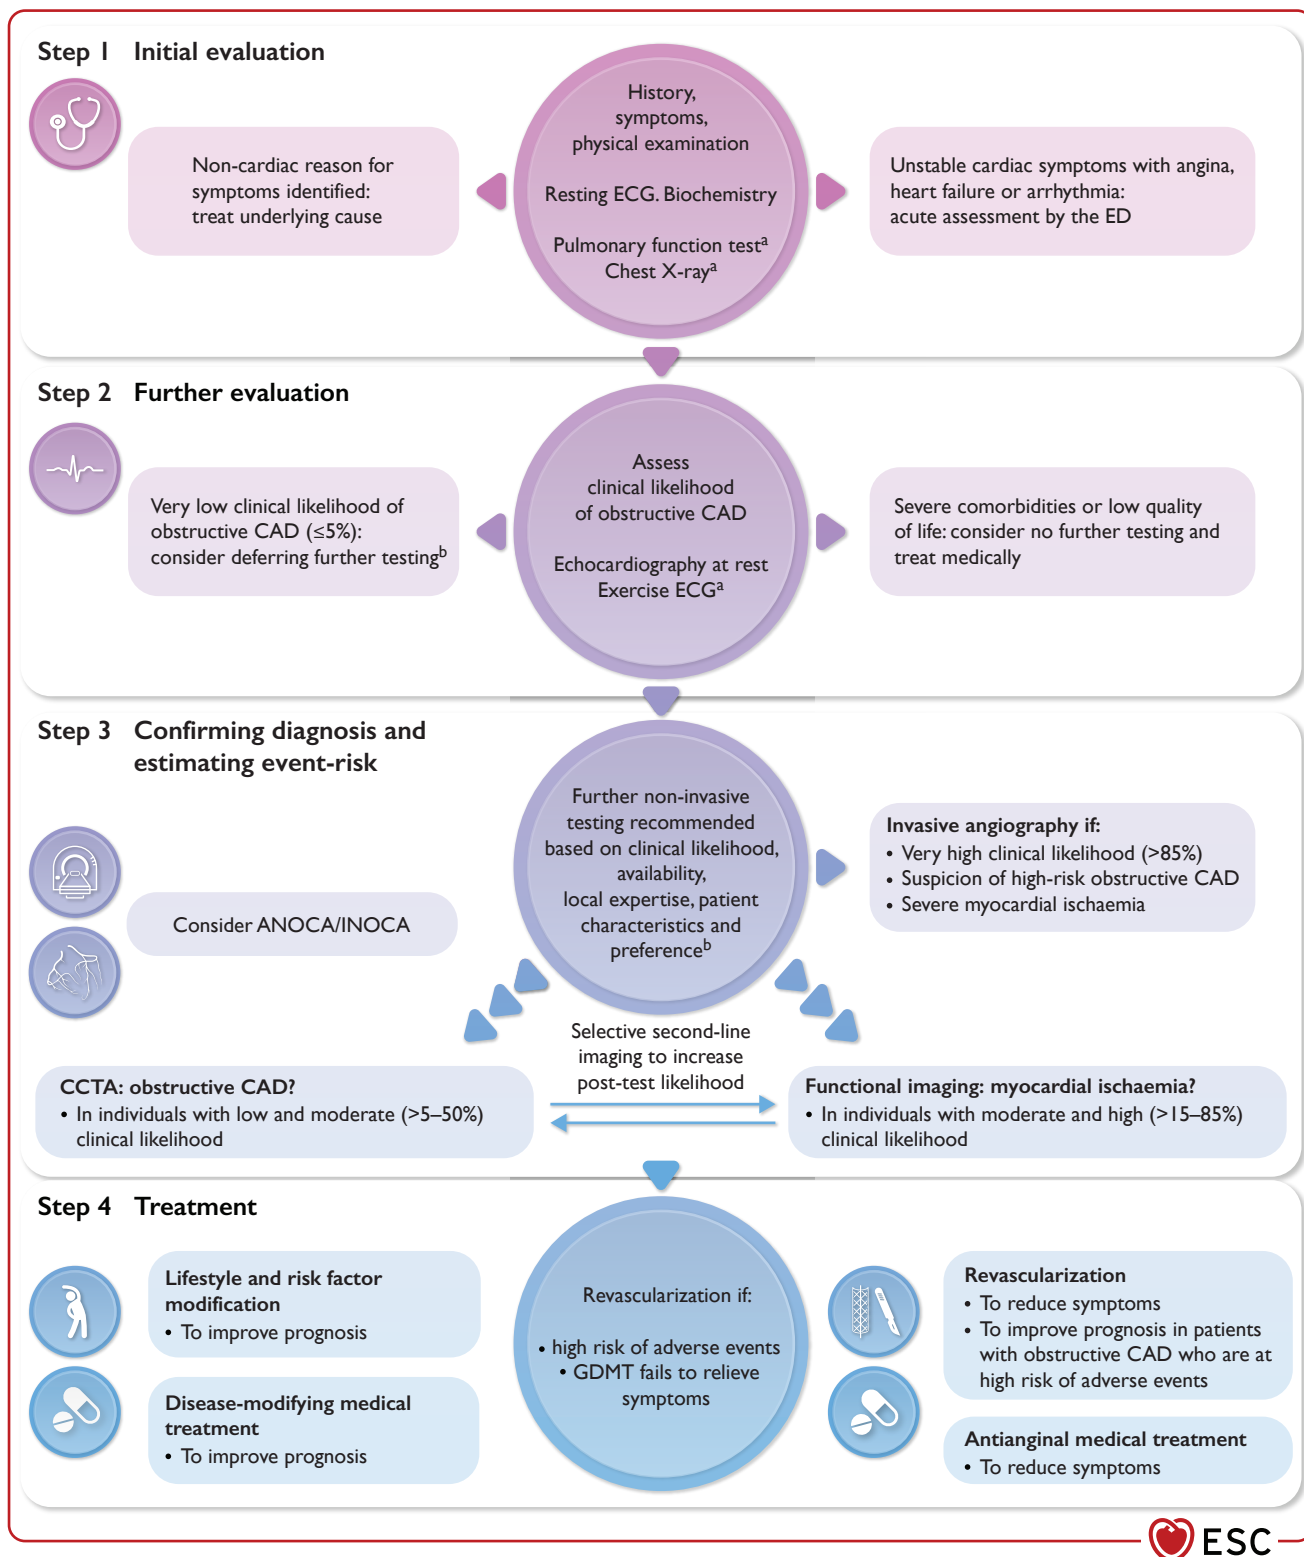 Step 1 Initial evaluation
History,
symptoms,
physical examination
Resting ECG. Biochemistry
Pulmonary function testᵃ
Chest X-rayᵃ
Non-cardiac reason for
symptoms identified:
treat underlying cause
Unstable cardiac symptoms with angina,
heart failure or arrhythmia:
acute assessment by the ED
Step 2 Further evaluation
Assess
clinical likelihood
of obstructive CAD
Echocardiography at rest
Exercise ECGᵃ
Very low clinical likelihood of
obstructive CAD (≤5%):
consider deferring further testingᵇ
Severe comorbidities or low quality
of life: consider no further testing and
treat medically
Step 3 Confirming diagnosis and
estimating event-risk
Further non-invasive
testing recommended
based on clinical likelihood,
availability,
local expertise, patient
characteristics and
preferenceᵇ
Consider ANOCA/INOCA
Invasive angiography if:
• Very high clinical likelihood (>85%)
• Suspicion of high-risk obstructive CAD
• Severe myocardial ischaemia
Selective second-line
imaging to increase
post-test likelihood
CCTA: obstructive CAD?
• In individuals with low and moderate (>5–50%)
clinical likelihood
Functional imaging: myocardial ischaemia?
• In individuals with moderate and high (>15–85%)
clinical likelihood
Step 4 Treatment
Lifestyle and risk factor
modification
• To improve prognosis
Disease-modifying medical
treatment
• To improve prognosis
Revascularization if:
• high risk of adverse events
• GDMT fails to relieve
symptoms
Revascularization
• To reduce symptoms
• To improve prognosis in patients
with obstructive CAD who are at
high risk of adverse events
Antianginal medical treatment
• To reduce symptoms
ESC